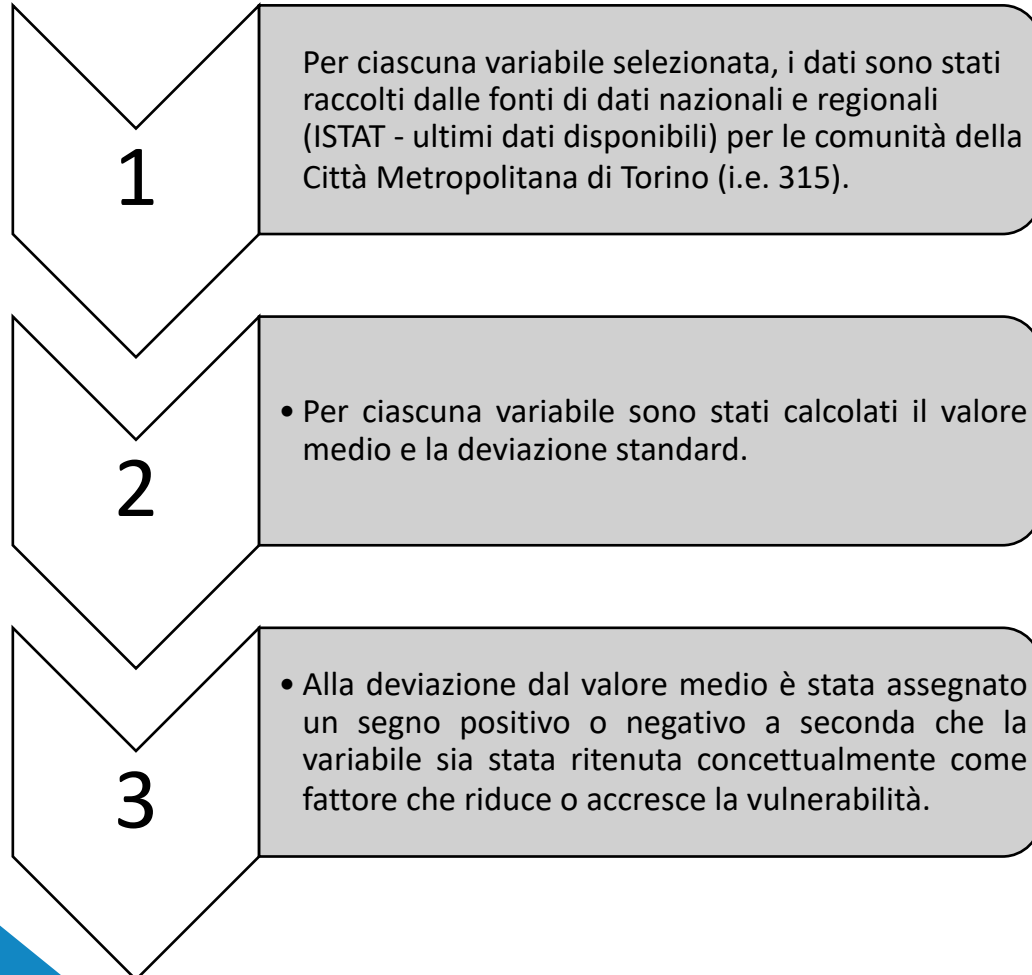 1
Per ciascuna variabile selezionata, i dati sono stati
raccolti dalle fonti di dati nazionali e regionali
(ISTAT - ultimi dati disponibili) per le comunità della
Città Metropolitana di Torino (i.e. 315).
2
• Per ciascuna variabile sono stati calcolati il valore
medio e la deviazione standard.
3
• Alla deviazione dal valore medio è stata assegnato
un segno positivo o negativo a seconda che la
variabile sia stata ritenuta concettualmente come
fattore che riduce o accresce la vulnerabilità.